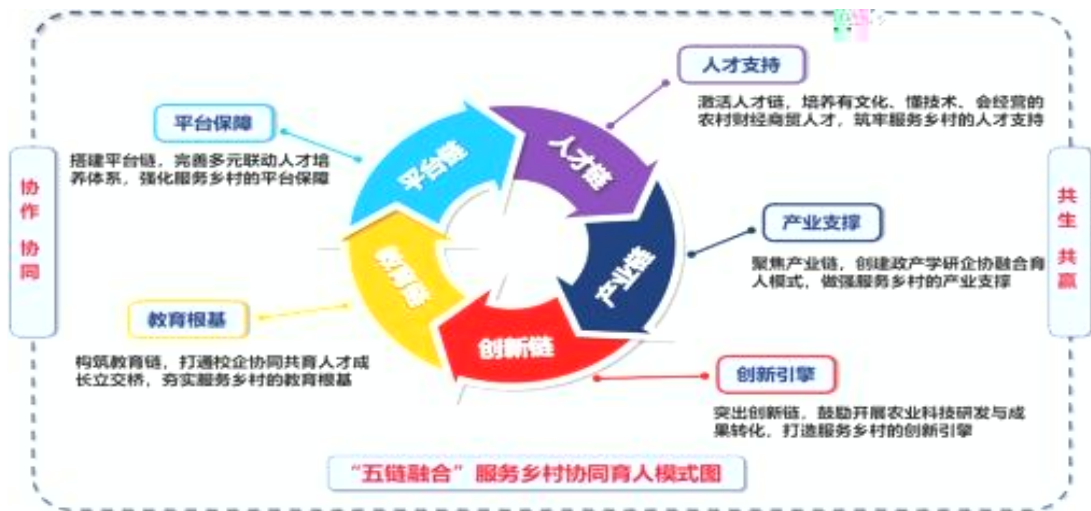 人才支持
激活人才链，培养有文化、懂技术、会经营的
农村财经商贸人才，筑牢服务乡村的人才支持
平台保障
搭建平台链，完善多元联动人才培
养体系，强化服务乡村的平台保障
平台链
人才链
协作 协同
共生 共赢
产业支撑
聚焦产业链，创建政产学研企协融合育
人模式，做强服务乡村的产业支撑
教育链
产业链
创新链
教育根基
构筑教育链，打通校企协同共育人才成
长立交桥，夯实服务乡村的教育根基
创新引擎
突出创新链，鼓励开展农业科技研发与成
果转化，打造服务乡村的创新引擎
“五链融合”服务乡村协同育人模式图